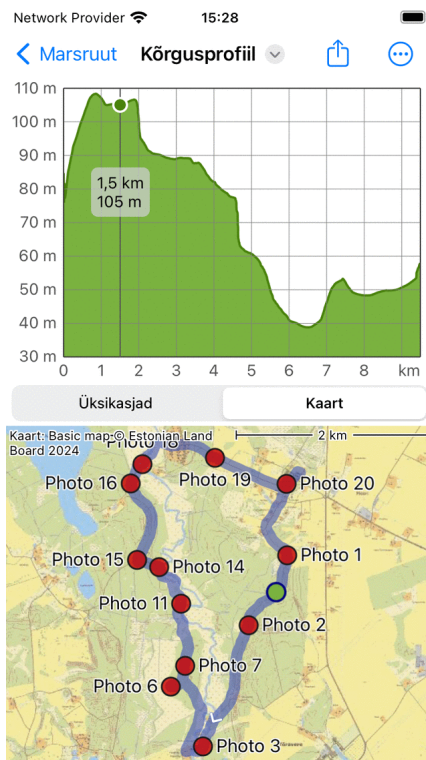 Network Provider 15:28
Marsruut Kõrgusprofiil
110 m
100 m
90 m
80 m
70 m
60 m
50 m
40 m
30 m
1,5 km
105 m
0 1 2 3 4 5 6 7 8 km
Üksikasjad Kaart
Kaart: Basic map © Estonian Land
Board 2024
2 km
Photo 18
Photo 19
Photo 16
Photo 20
Photo 1
Photo 15
Photo 14
Photo 11
Photo 2
Photo 7
Photo 6
Photo 3